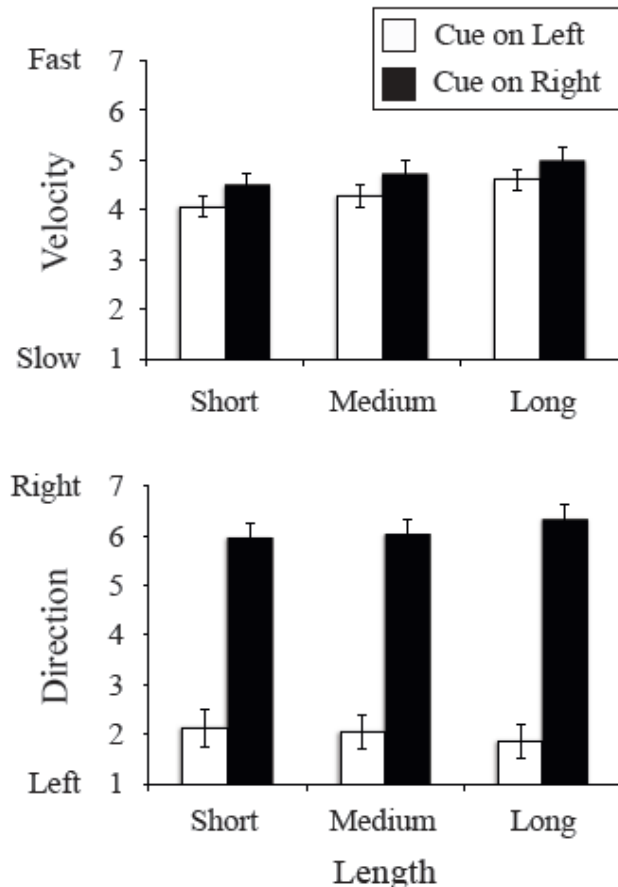 Cue on Left
Cue on Right
Fast 7
6
5
4
3
2
Slow 1
Velocity
Short Medium Long
Right 7
6
5
4
3
2
Left 1
Direction
Short Medium Long
Length